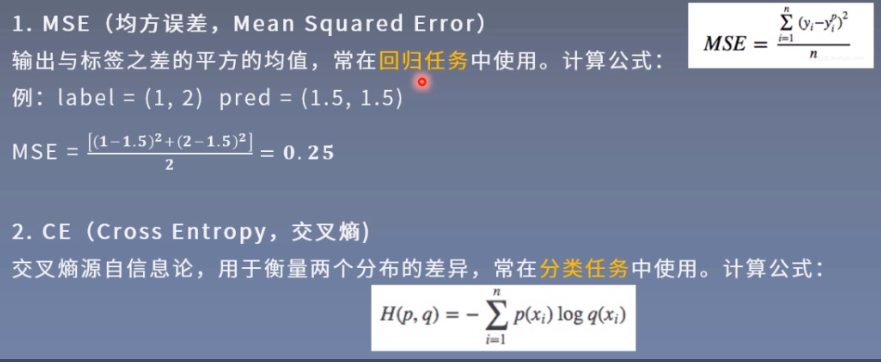 1. MSE（均方误差，Mean Squared Error）
MSE = \frac{\sum_{i=1}^{n} (y_i - y_i^p)^2}{n}
输出与标签之差的平方的均值，常在回归任务中使用。计算公式：
例：label = (1, 2) pred = (1.5, 1.5)
MSE = \frac{[(1-1.5)^2+(2-1.5)^2]}{2} = 0.25
2. CE（Cross Entropy，交叉熵)
交叉熵源自信息论，用于衡量两个分布的差异，常在分类任务中使用。计算公式：
H(p, q) = - \sum_{i=1}^{n} p(x_i) log q(x_i)